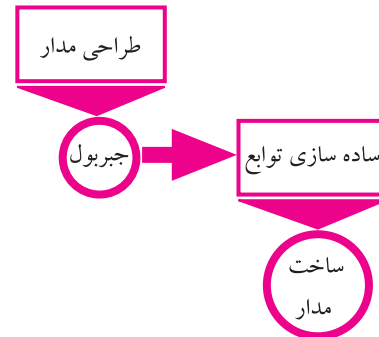 طراحی مدار
جبربول
ساده سازی توابع
ساخت
مدار